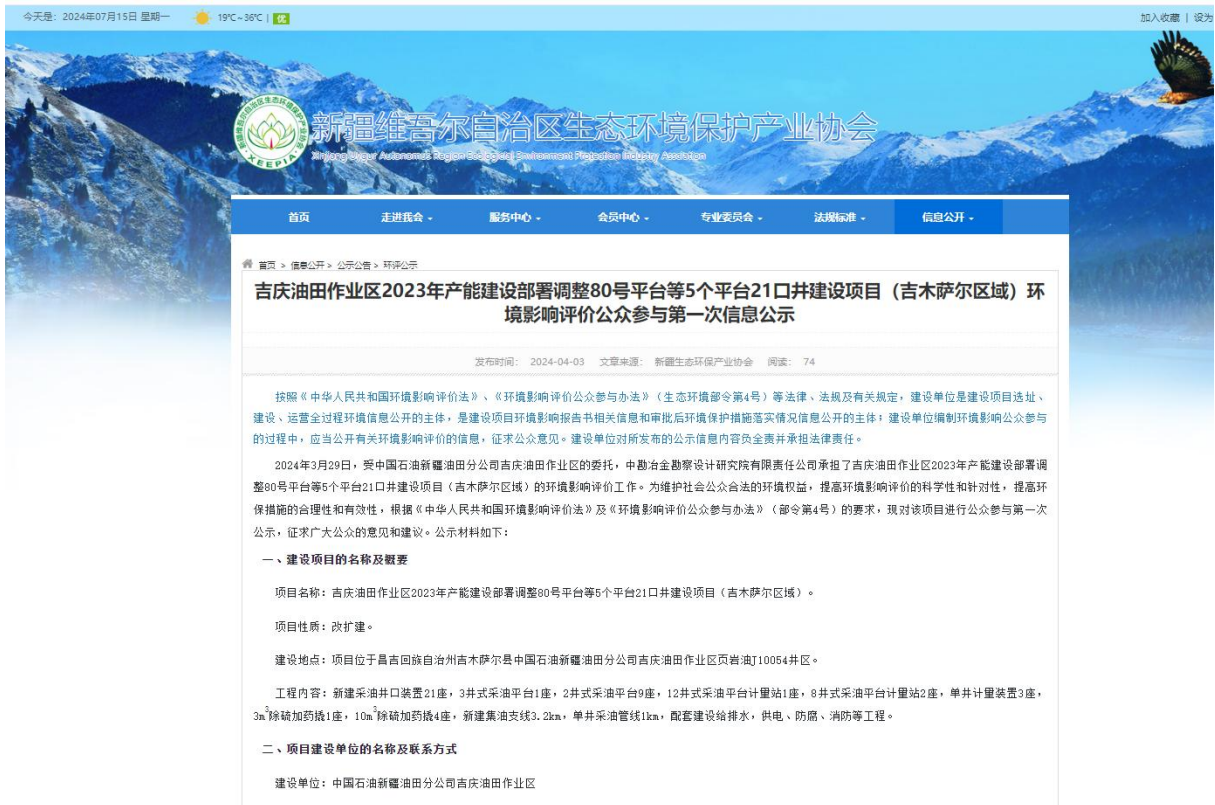 今天是：2024年07月15日 星期一 19℃~36℃ | 优 加入收藏 | 设为
新疆维吾尔自治区生态环境保护产业协会
Xinjiang Uygur Autonomous Region Ecological Environment Protection Industry Assciation
XEEPIA
首页 走进我会 服务中心 会员中心 专业委员会 法规标准 信息公开
首页 > 信息公开 > 公示公告 > 环评公示
吉庆油田作业区2023年产能建设部署调整80号平台等5个平台21口井建设项目（吉木萨尔区域）环
境影响评价公众参与第一次信息公示
发布时间： 2024-04-03 文章来源： 新疆生态环保产业协会 阅读： 74
按照《中华人民共和国环境影响评价法》、《环境影响评价公众参与办法》（生态环境部令第4号）等法律、法规及有关规定，建设单位是建设项目选址、
建设、运营全过程环境信息公开的主体，是建设项目环境影响报告书相关信息和审批后环境保护措施落实情况信息公开的主体；建设单位编制环境影响公众参与
的过程中，应当公开有关环境影响评价的信息，征求公众意见。建设单位对所发布的公示信息内容负全责并承担法律责任。
2024年3月29日，受中国石油新疆油田分公司吉庆油田作业区的委托，中勘冶金勘察设计研究院有限责任公司承担了吉庆油田作业区2023年产能建设部署调
整80号平台等5个平台21口井建设项目（吉木萨尔区域）的环境影响评价工作。为维护社会公众合法的环境权益，提高环境影响评价的科学性和针对性，提高环
保措施的合理性和有效性，根据《中华人民共和国环境影响评价法》及《环境影响评价公众参与办法》（部令第4号）的要求，现对该项目进行公众参与第一次
公示，征求广大公众的意见和建议。公示材料如下：
一、建设项目的名称及概要
项目名称：吉庆油田作业区2023年产能建设部署调整80号平台等5个平台21口井建设项目（吉木萨尔区域）。
项目性质：改扩建。
建设地点：项目位于昌吉回族自治州吉木萨尔县中国石油新疆油田分公司吉庆油田作业区页岩油J10054井区。
工程内容：新建采油井口装置21座，3井式采油平台1座，2井式采油平台9座，12井式采油平台计量站1座，8井式采油平台计量站2座，单井计量装置3座，
3m³除硫加药撬1座，10m³除硫加药撬4座，新建集油支线3.2km，单井采油管线1km，配套建设给排水，供电、防腐、消防等工程。
二、项目建设单位的名称及联系方式
建设单位：中国石油新疆油田分公司吉庆油田作业区